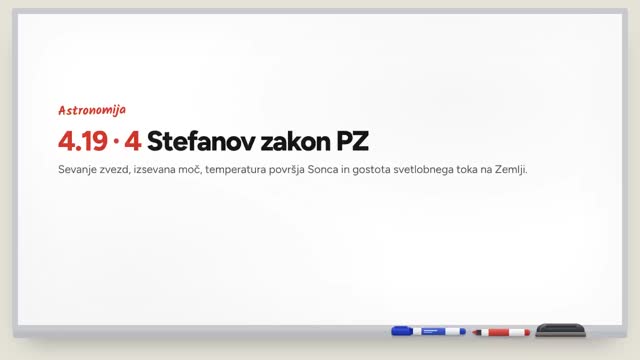 Astronomija
4.19 · 4 Stefanov zakon PZ
Sevanje zvezd, izsevana moč, temperatura površja Sonca in gostota svetlobnega toka na Zemlji.